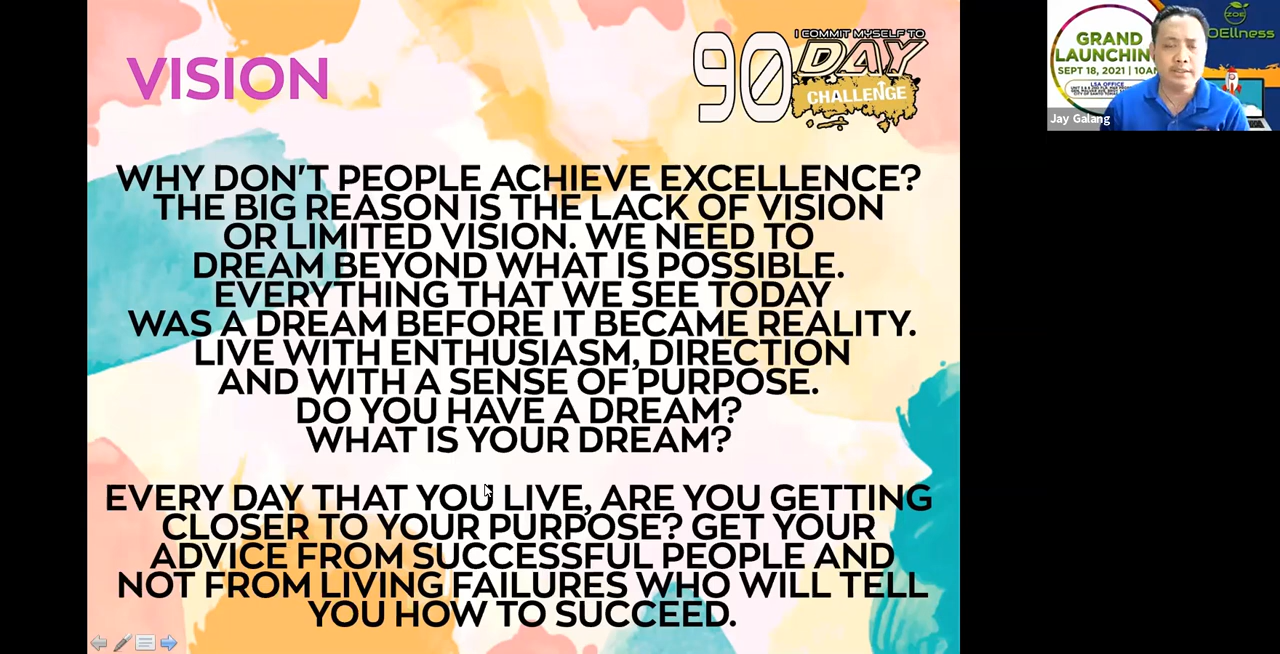 VISION
I COMMIT MYSELF TO
90 DAY
CHALLENGE
WHY DON'T PEOPLE ACHIEVE EXCELLENCE?
THE BIG REASON IS THE LACK OF VISION
OR LIMITED VISION. WE NEED TO
DREAM BEYOND WHAT IS POSSIBLE.
EVERYTHING THAT WE SEE TODAY
WAS A DREAM BEFORE IT BECAME REALITY.
LIVE WITH ENTHUSIASM, DIRECTION
AND WITH A SENSE OF PURPOSE.
DO YOU HAVE A DREAM?
WHAT IS YOUR DREAM?
EVERY DAY THAT YOU LIVE, ARE YOU GETTING
CLOSER TO YOUR PURPOSE? GET YOUR
ADVICE FROM SUCCESSFUL PEOPLE AND
NOT FROM LIVING FAILURES WHO WILL TELL
YOU HOW TO SUCCEED.
GRAND
LAUNCHIN
SEPT 18, 2021 | 10A
LSA OFFICE
ZOE
OEllness
Jay Galang